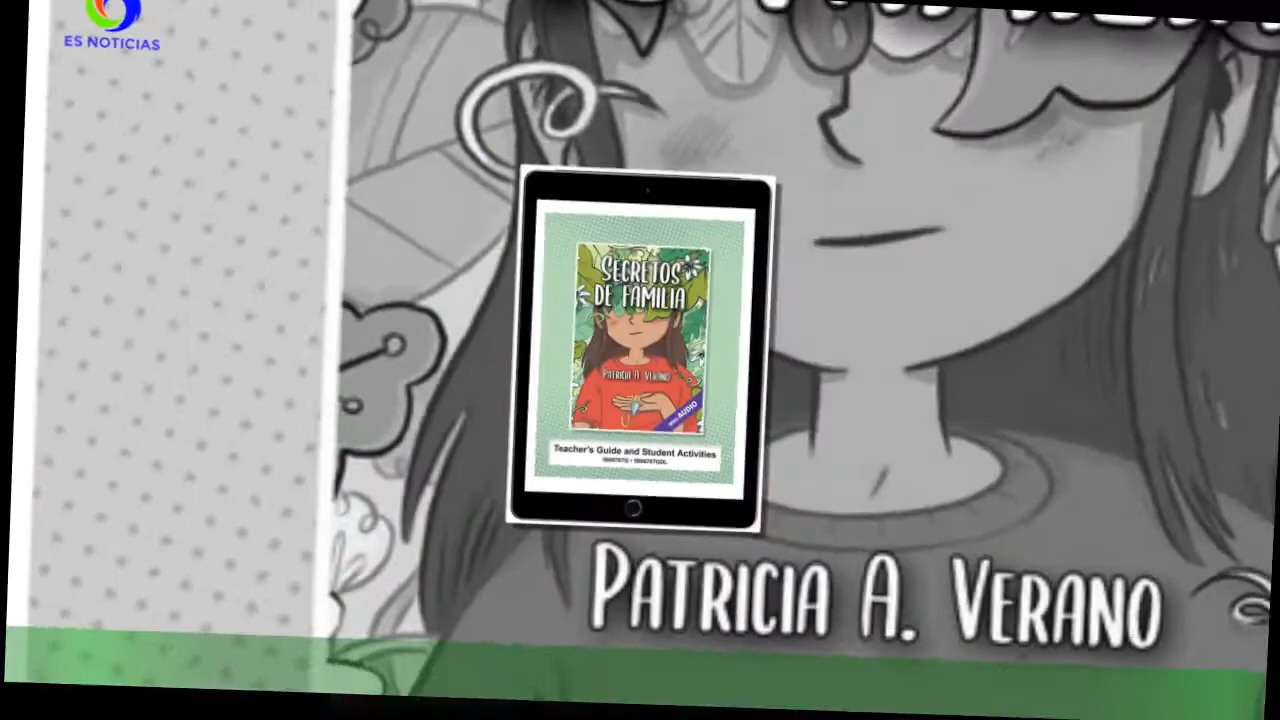 ES NOTICIAS
SECRETOS
DE FAMILIA
PATRICIA A. VERANO
AUDIO
Teacher's Guide and Student Activities
PATRICIA A. VERANO